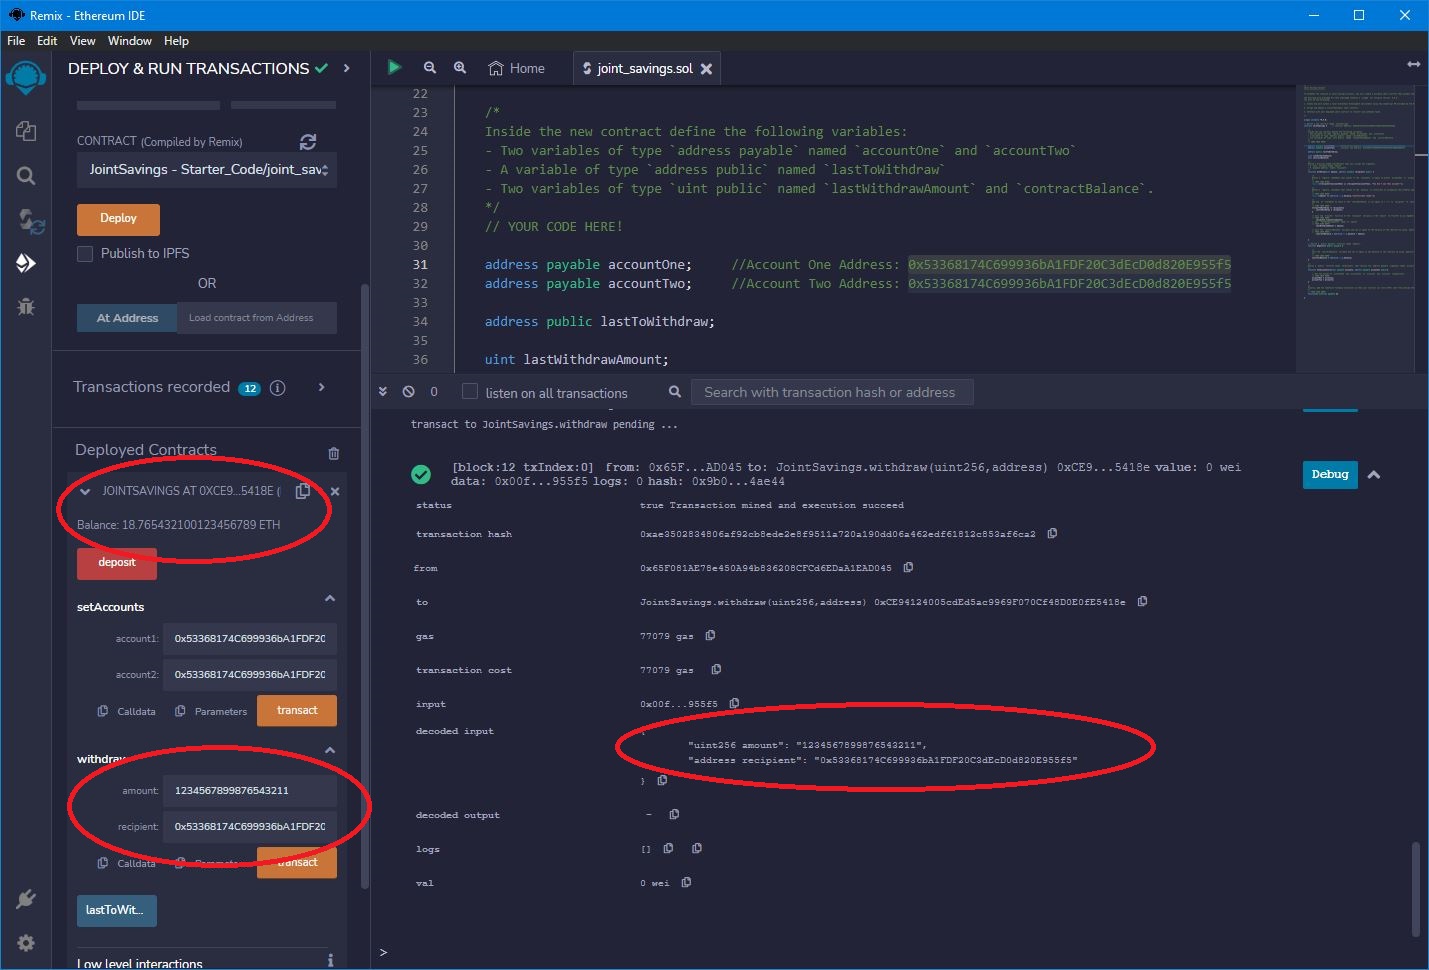 Remix - Ethereum IDE
File Edit View Window Help
DEPLOY & RUN TRANSACTIONS
CONTRACT (Compiled by Remix)
JointSavings - Starter_Code/joint_sav
Deploy
Publish to IPFS
OR
At Address Load contract from Address
Transactions recorded 12
Deployed Contracts
JOINTSAVINGS AT 0XCE9...5418E (
Balance: 18.765432100123456789 ETH
deposit
setAccounts
account1: 0x53368174C699936bA1FDF20
account2: 0x53368174C699936bA1FDF20
Calldata Parameters transact
withdraw
amount: 1234567899876543211
recipient: 0x53368174C699936bA1FDF20
Calldata Parameters transact
lastToWit...
Low level interactions
Home joint_savings.sol
22
23 /*
24 Inside the new contract define the following variables:
25 - Two variables of type `address payable` named `accountOne` and `accountTwo`
26 - A variable of type `address public` named `lastToWithdraw`
27 - Two variables of type `uint public` named `lastWithdrawAmount` and `contractBalance`.
28 */
29 // YOUR CODE HERE!
30
31 address payable accountOne; //Account One Address: 0x53368174C699936bA1FDF20C3dEcD0d820E955f5
32 address payable accountTwo; //Account Two Address: 0x53368174C699936bA1FDF20C3dEcD0d820E955f5
33
34 address public lastToWithdraw;
35
36 uint lastWithdrawAmount;
0 listen on all transactions Search with transaction hash or address
transact to JointSavings.withdraw pending ...
[block:12 txIndex:0] from: 0x65F...AD045 to: JointSavings.withdraw(uint256,address) 0xCE9...5418e value: 0 wei
data: 0x00f...955f5 logs: 0 hash: 0x9b0...4ae44
Debug
status true Transaction mined and execution succeed
transaction hash 0xae3502834806af92cb8ede2e8f9511a720a190dd06a462edf61812c853af6ca2
from 0x65F081AE78e450A94b836208CFCd6EDaA1EAD045
to JointSavings.withdraw(uint256,address) 0xCE94124005cdEd5ac9969F070Cf48D0E0fE5418e
gas 77079 gas
transaction cost 77079 gas
input 0x00f...955f5
decoded input {
"uint256 amount": "1234567899876543211",
"address recipient": "0x53368174C699936bA1FDF20C3dEcD0d820E955f5"
}
decoded output -
logs []
val 0 wei
>